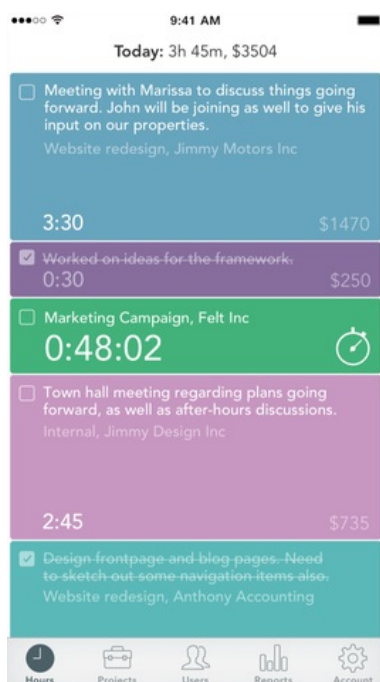 9:41 AM
Today: 3h 45m, $3504
Meeting with Marissa to discuss things going
forward. John will be joining as well to give his
input on our properties.
Website redesign, Jimmy Motors Inc
3:30
$1470
Worked on ideas for the framework.
0:30
$250
Marketing Campaign, Felt Inc
0:48:02
Town hall meeting regarding plans going
forward, as well as after-hours discussions.
Internal, Jimmy Design Inc
2:45
$735
Design frontpage and blog pages. Need
to sketch out some navigation items also.
Website redesign, Anthony Accounting
Hours
Projects
Users
Reports
Account